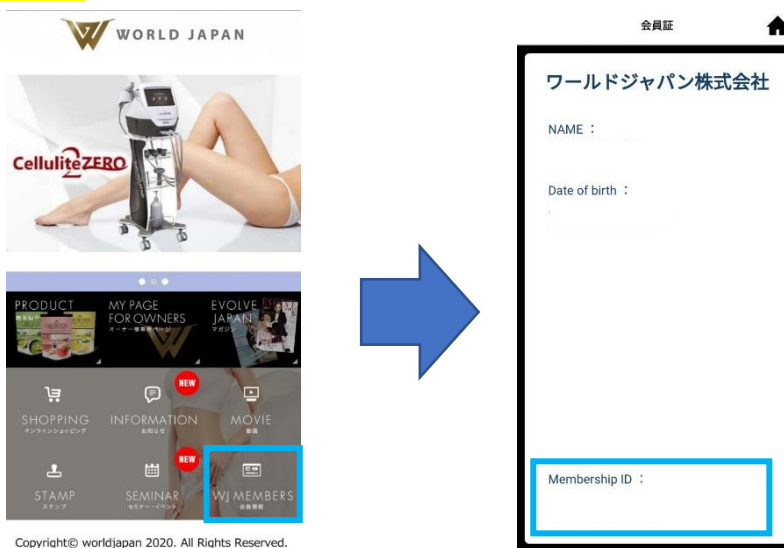 WORLD JAPAN
Cellulite ZERO
2
PRODUCT
MY PAGE
FOR OWNERS
オーナー様専用ページ
EVOLVE
JAPAN
マガジン
NEW
SHOPPING
オンラインショッピング
INFORMATION
お知らせ
MOVIE
動画
NEW
STAMP
スタンプ
SEMINAR
セミナー・イベント
WJ MEMBERS
会員情報
Copyright© worldjapan 2020. All Rights Reserved.
会員証
ワールドジャパン株式会社
NAME :
Date of birth :
Membership ID :